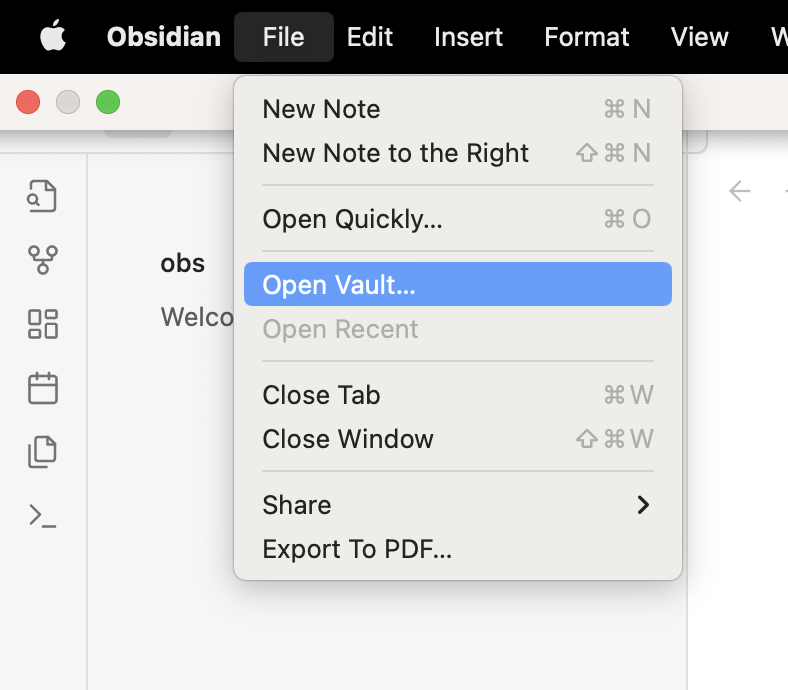 Obsidian File Edit Insert Format View W
New Note ⌘ N
New Note to the Right ⇧ ⌘ N
Open Quickly... ⌘ O
obs
Open Vault...
Welco
Open Recent
Close Tab ⌘ W
Close Window ⇧ ⌘ W
Share
Export To PDF...